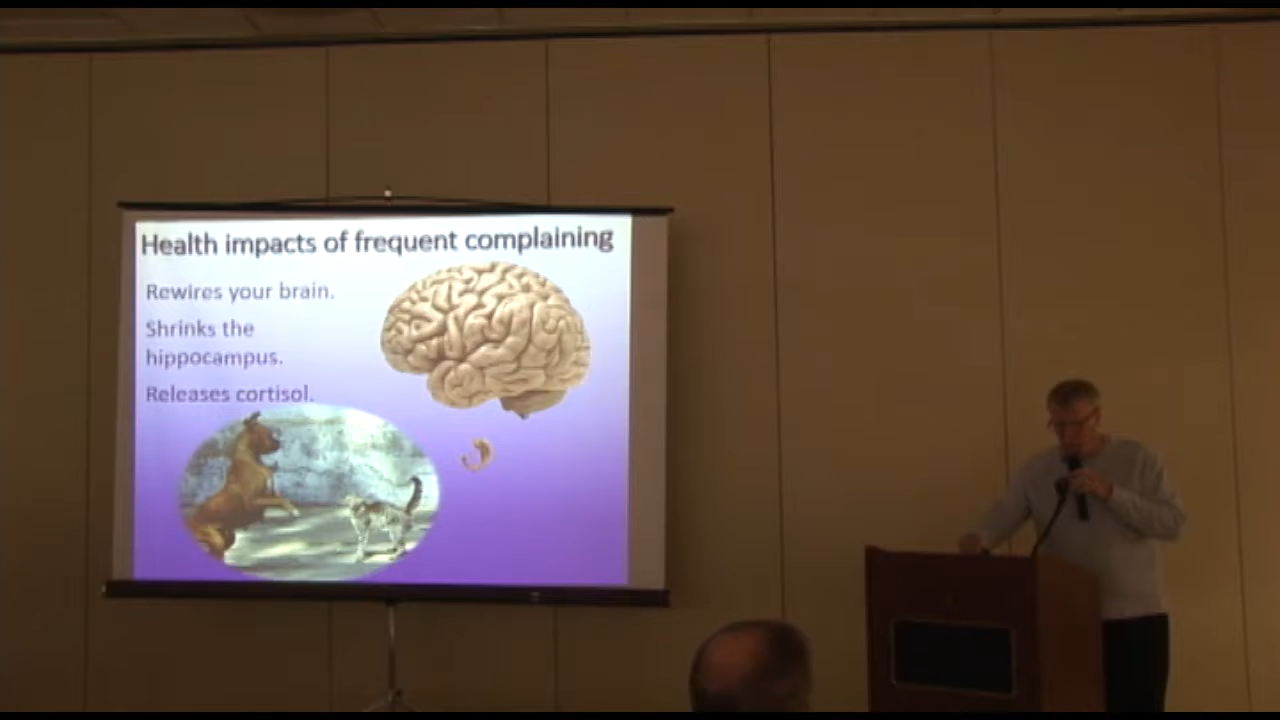 Health impacts of frequent complaining
Rewires your brain.
Shrinks the
hippocampus.
Releases cortisol.